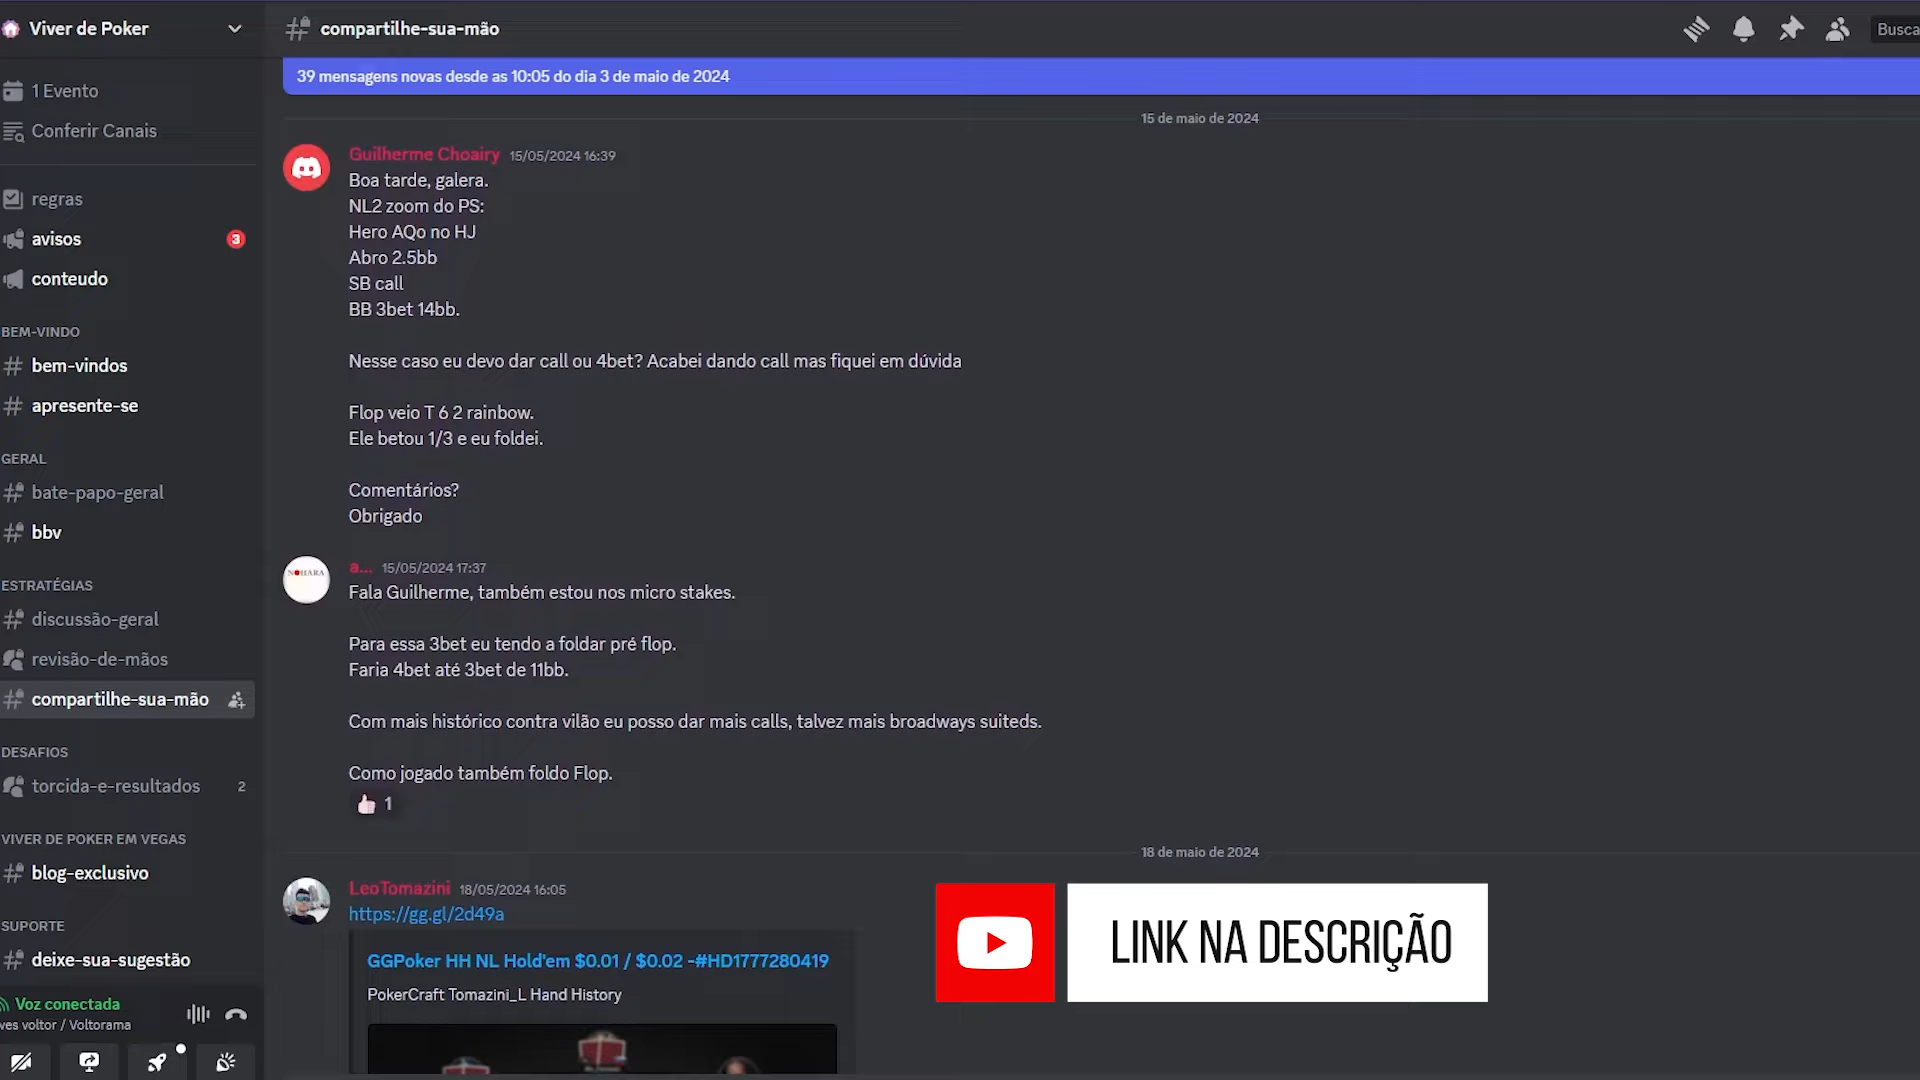 Viver de Poker
1 Evento
Conferir Canais
regras
avisos
3
conteudo
BEM-VINDO
bem-vindos
apresente-se
GERAL
bate-papo-geral
bbv
ESTRATÉGIAS
discussão-geral
revisão-de-mãos
compartilhe-sua-mão
DESAFIOS
torcida-e-resultados
2
VIVER DE POKER EM VEGAS
blog-exclusivo
SUPORTE
deixe-sua-sugestão
Voz conectada
ves voltor / Voltorama
compartilhe-sua-mão
Busca
39 mensagens novas desde as 10:05 do dia 3 de maio de 2024
15 de maio de 2024
Guilherme Choairy 15/05/2024 16:39
Boa tarde, galera.
NL2 zoom do PS:
Hero AQo no HJ
Abro 2.5bb
SB call
BB 3bet 14bb.
Nesse caso eu devo dar call ou 4bet? Acabei dando call mas fiquei em dúvida
Flop veio T 6 2 rainbow.
Ele betou 1/3 e eu foldei.
Comentários?
Obrigado
NOHARA
a... 15/05/2024 17:37
Fala Guilherme, também estou nos micro stakes.
Para essa 3bet eu tendo a foldar pré flop.
Faria 4bet até 3bet de 11bb.
Com mais histórico contra vilão eu posso dar mais calls, talvez mais broadways suiteds.
Como jogado também foldo Flop.
1
18 de maio de 2024
LeoTomazini 18/05/2024 16:05
https://gg.gl/2d49a
GGPoker HH NL Hold'em $0.01 / $0.02 -#HD1777280419
PokerCraft Tomazini_L Hand History
LINK NA DESCRIÇÃO